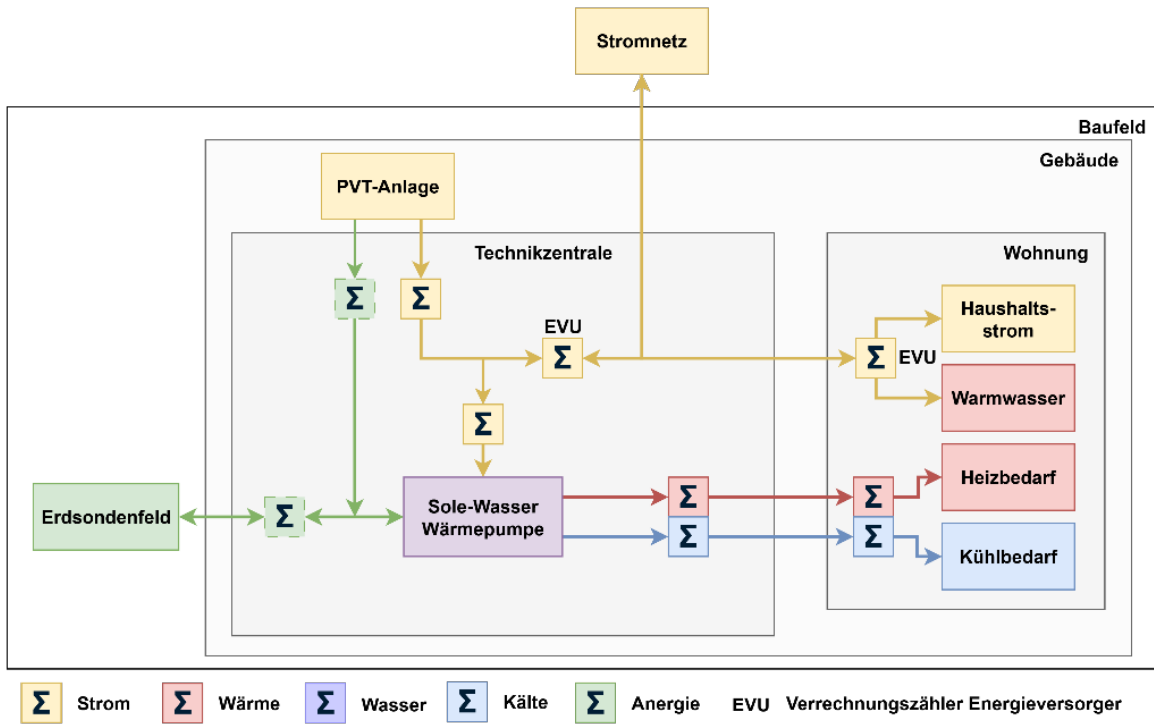 Stromnetz
Baufeld
Gebäude
PVT-Anlage
Technikzentrale
Wohnung
Σ
Σ
EVU
Σ
Σ
EVU
Haushalts-
strom
Warmwasser
Σ
Sole-Wasser
Wärmepumpe
Σ
Σ
Heizbedarf
Erdsondenfeld
Σ
Σ
Σ
Kühlbedarf
Σ Strom
Σ Wärme
Σ Wasser
Σ Kälte
Σ Anergie
EVU Verrechnungszähler Energieversorger